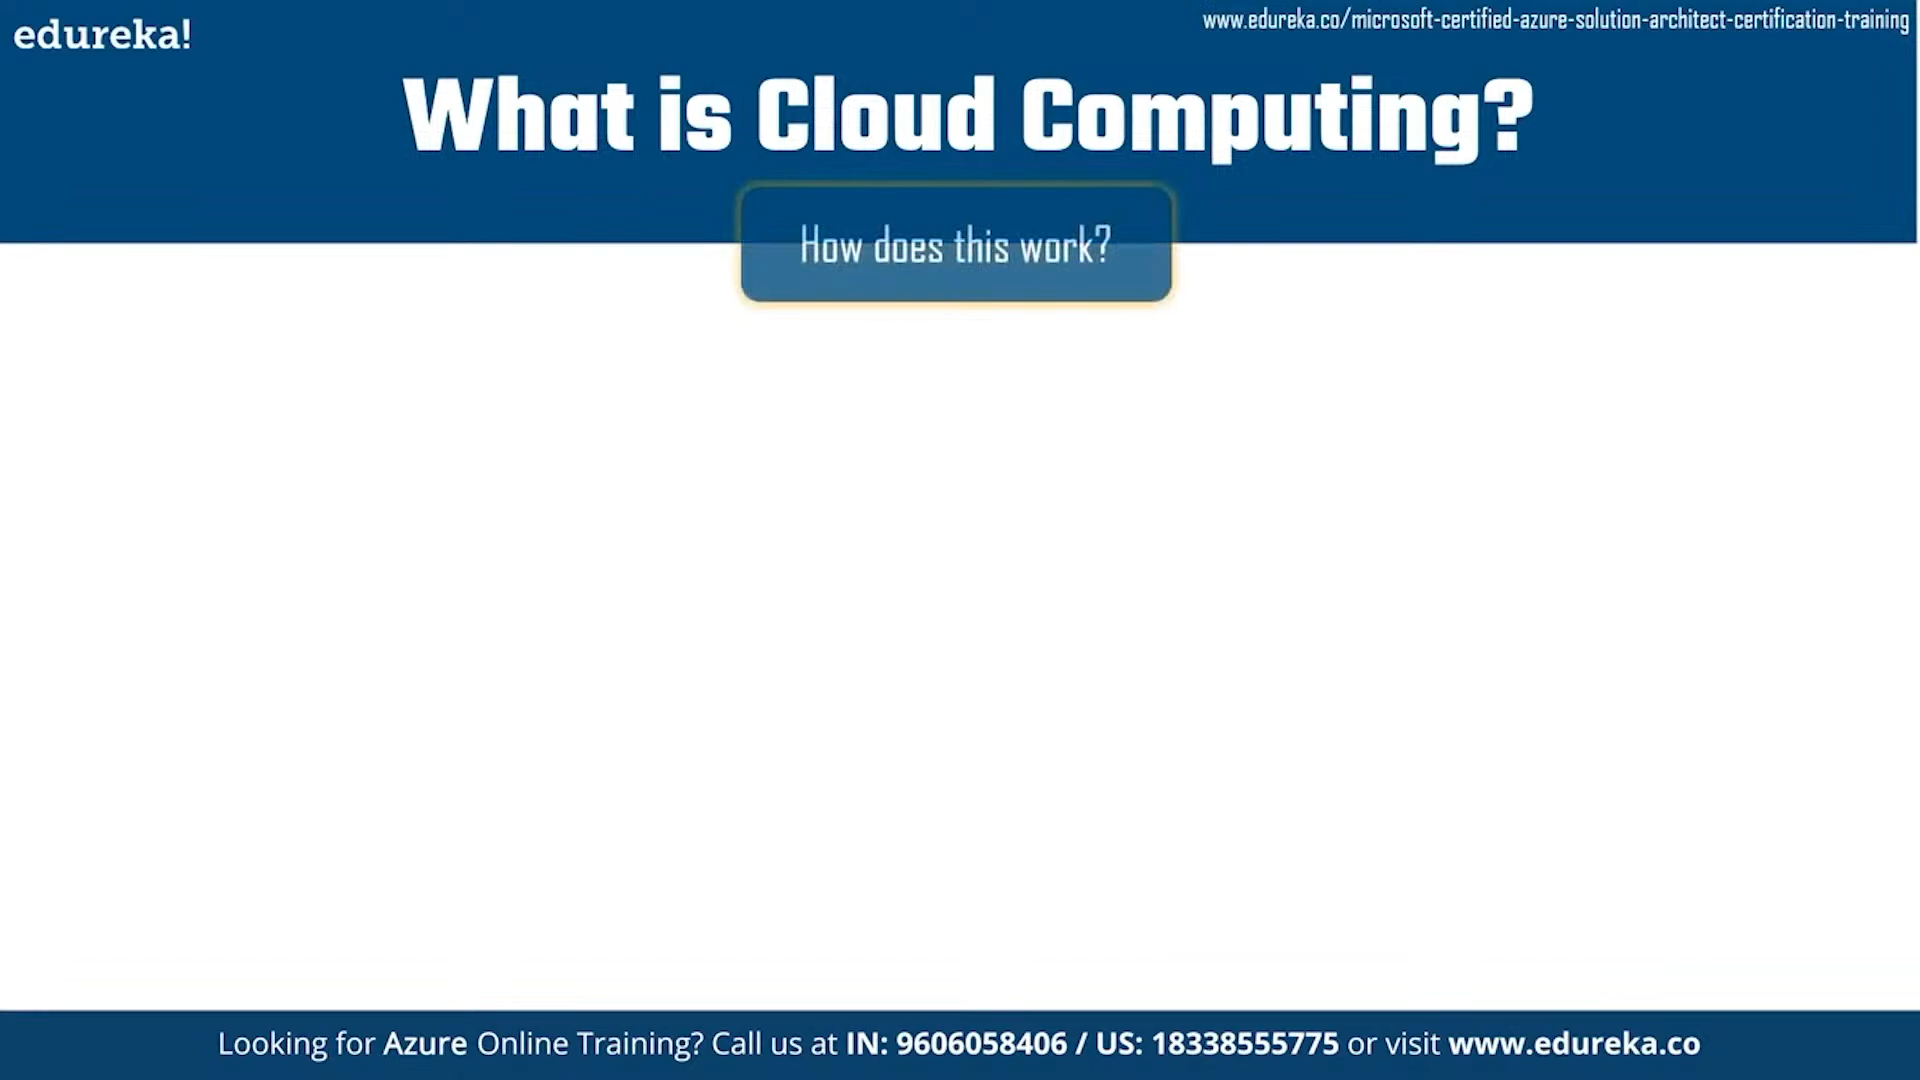 edureka!
www.edureka.co/microsoft-certified-azure-solution-architect-certification-training
What is Cloud Computing?
How does this work?
Looking for Azure Online Training? Call us at IN: 9606058406 / US: 18338555775 or visit www.edureka.co